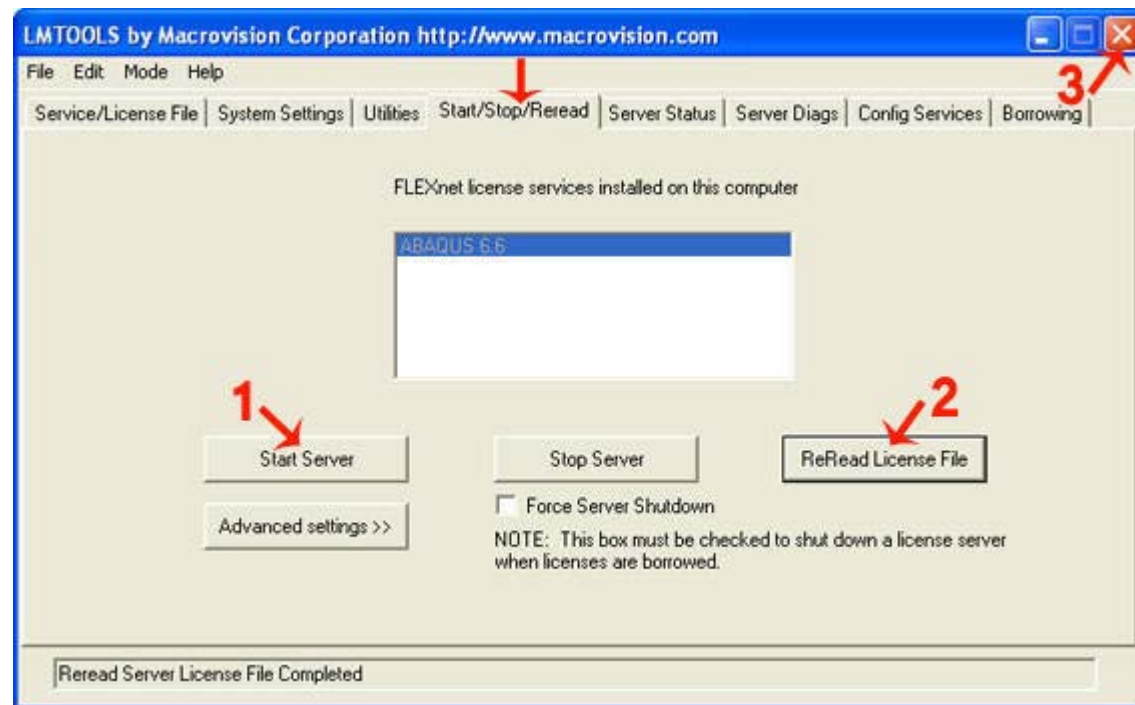 LMTOOLS by Macrovision Corporation http://www.macrovision.com
File Edit Mode Help
3
Service/License File System Settings Utilities Start/Stop/Reread Server Status Server Diags Config Services Borrowing
FLEXnet license services installed on this computer
ABAQUS 6.6
1
2
Start Server Stop Server ReRead License File
Force Server Shutdown
Advanced settings >>
NOTE: This box must be checked to shut down a license server
when licenses are borrowed.
Reread Server License File Completed